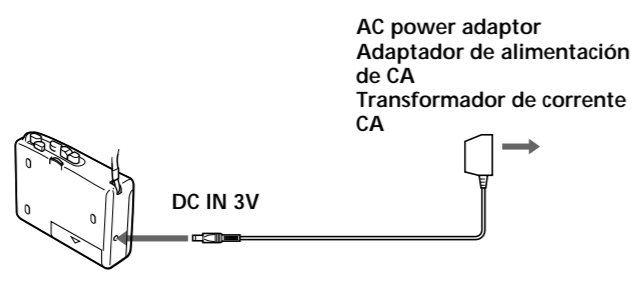 AC power adaptor
Adaptador de alimentación
de CA
Transformador de corrente
CA
DC IN 3V